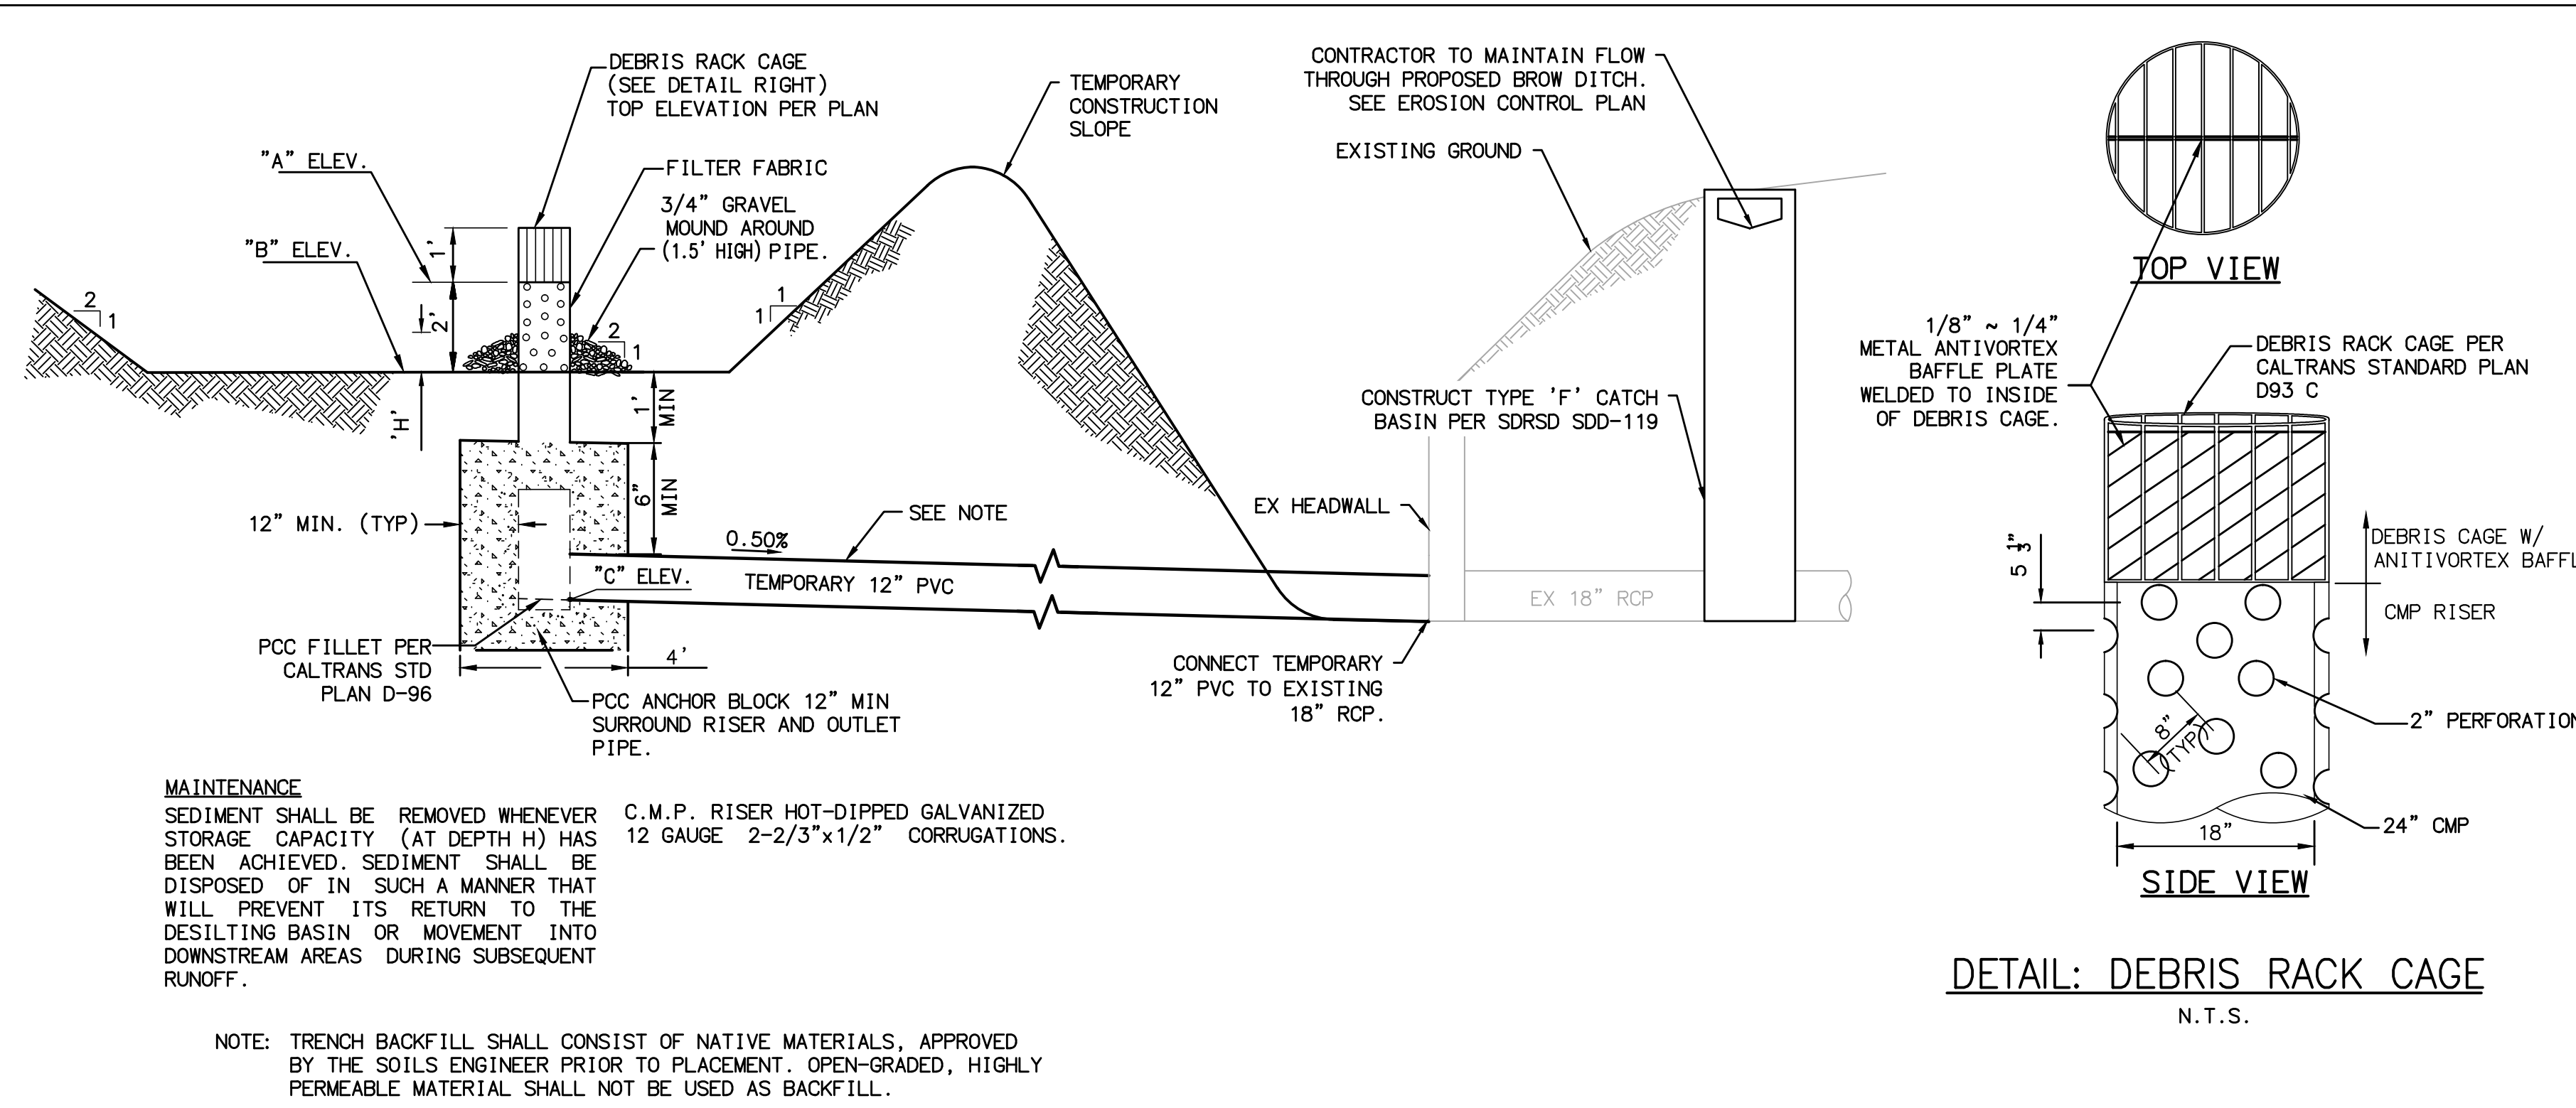 DEBRIS RACK CAGE
(SEE DETAIL RIGHT)
TOP ELEVATION PER PLAN
"A" ELEV.
"B" ELEV.
FILTER FABRIC
3/4" GRAVEL
MOUND AROUND
(1.5' HIGH) PIPE.
1'
2'
2
1
2
1
'H'
1'
MIN
6"
MIN
12" MIN. (TYP)
TEMPORARY
CONSTRUCTION
SLOPE
1
1
SEE NOTE
0.50%
"C" ELEV.
TEMPORARY 12" PVC
PCC FILLET PER
CALTRANS STD
PLAN D-96
4'
PCC ANCHOR BLOCK 12" MIN
SURROUND RISER AND OUTLET
PIPE.
CONTRACTOR TO MAINTAIN FLOW
THROUGH PROPOSED BROW DITCH.
SEE EROSION CONTROL PLAN
EXISTING GROUND
CONSTRUCT TYPE 'F' CATCH
BASIN PER SDRSD SDD-119
EX HEADWALL
EX 18" RCP
CONNECT TEMPORARY
12" PVC TO EXISTING
18" RCP.
TOP VIEW
1/8" ~ 1/4"
METAL ANTIVORTEX
BAFFLE PLATE
WELDED TO INSIDE
OF DEBRIS CAGE.
DEBRIS RACK CAGE PER
CALTRANS STANDARD PLAN
D93 C
DEBRIS CAGE W/
ANITIVORTEX BAFFL
CMP RISER
2" PERFORATION
8"
(TYP)
24" CMP
18"
SIDE VIEW
DETAIL: DEBRIS RACK CAGE
N.T.S.
MAINTENANCE
SEDIMENT SHALL BE REMOVED WHENEVER
STORAGE CAPACITY (AT DEPTH H) HAS
BEEN ACHIEVED. SEDIMENT SHALL BE
DISPOSED OF IN SUCH A MANNER THAT
WILL PREVENT ITS RETURN TO THE
DESILTING BASIN OR MOVEMENT INTO
DOWNSTREAM AREAS DURING SUBSEQUENT
RUNOFF.
C.M.P. RISER HOT-DIPPED GALVANIZED
12 GAUGE 2-2/3"x1/2" CORRUGATIONS.
NOTE: TRENCH BACKFILL SHALL CONSIST OF NATIVE MATERIALS, APPROVED
BY THE SOILS ENGINEER PRIOR TO PLACEMENT. OPEN-GRADED, HIGHLY
PERMEABLE MATERIAL SHALL NOT BE USED AS BACKFILL.